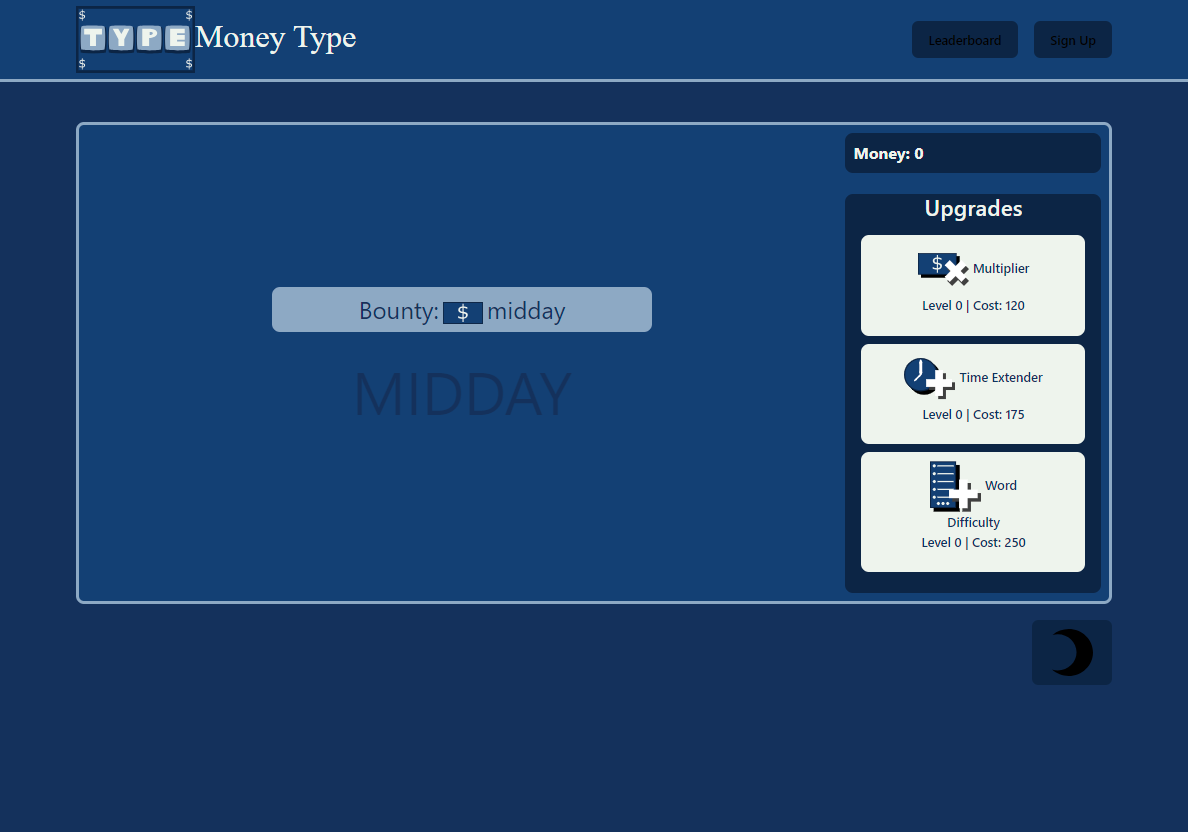 $ $
TYPE Money Type
$ $
Leaderboard
Sign Up
Money: 0
Upgrades
$ Multiplier
Level 0 | Cost: 120
Time Extender
Level 0 | Cost: 175
Word
Difficulty
Level 0 | Cost: 250
Bounty: $ midday
MIDDAY